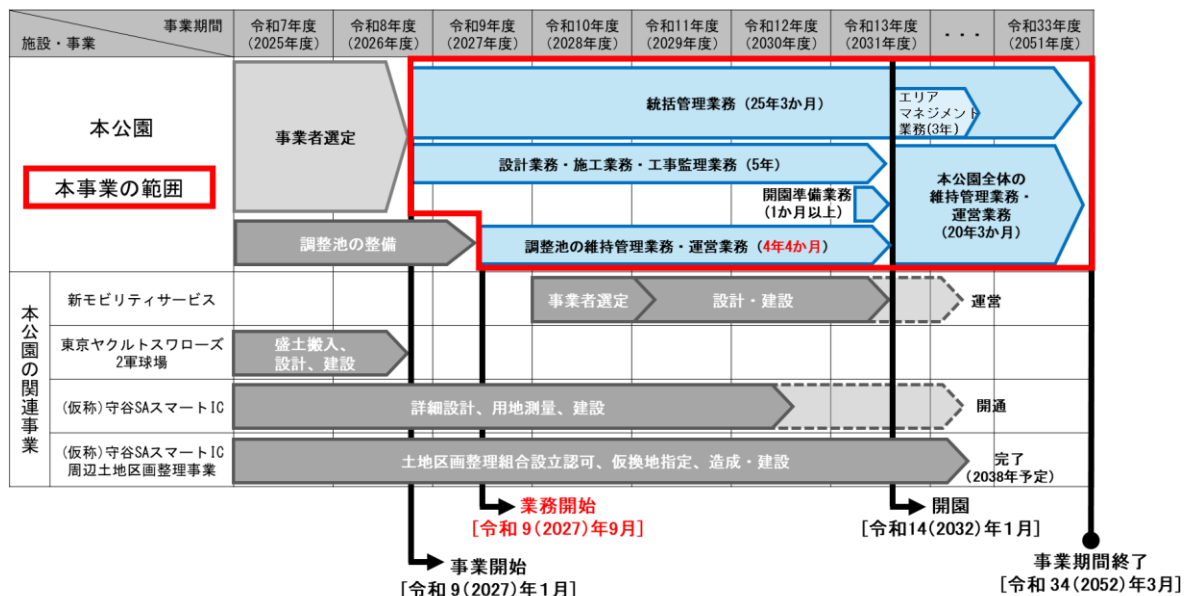 事業期間
施設・事業
令和7年度
(2025年度)
令和8年度
(2026年度)
令和9年度
(2027年度)
令和10年度
(2028年度)
令和11年度
(2029年度)
令和12年度
(2030年度)
令和13年度
(2031年度)
・・・
令和33年度
(2051年度)
本公園
本事業の範囲
事業者選定
統括管理業務（25年3か月）
エリア
マネジメント
業務(3年)
設計業務・施工業務・工事監理業務（5年）
開園準備業務
(1か月以上)
本公園全体の
維持管理業務・
運営業務
(20年3か月)
調整池の整備
調整池の維持管理業務・運営業務（4年4か月）
本公園の関連事業
新モビリティサービス
事業者選定
設計・建設
運営
東京ヤクルトスワローズ
2軍球場
盛土搬入、
設計、建設
(仮称)守谷SAスマートIC
詳細設計、用地測量、建設
開通
(仮称)守谷SAスマートIC
周辺土地区画整理事業
土地区画整理組合設立認可、仮換地指定、造成・建設
完了
(2038年予定)
業務開始
[令和9(2027)年9月]
開園
[令和14(2032)年1月]
事業開始
[令和9(2027)年1月]
事業期間終了
[令和34(2052)年3月]